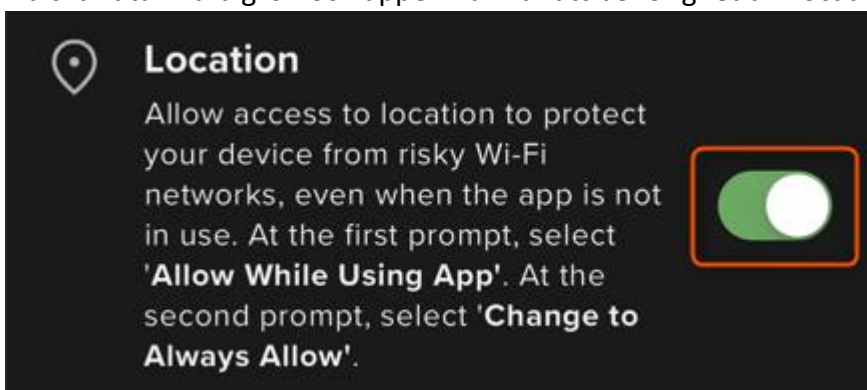 Location
Allow access to location to protect
your device from risky Wi-Fi
networks, even when the app is not
in use. At the first prompt, select
'Allow While Using App'. At the
second prompt, select 'Change to
Always Allow'.